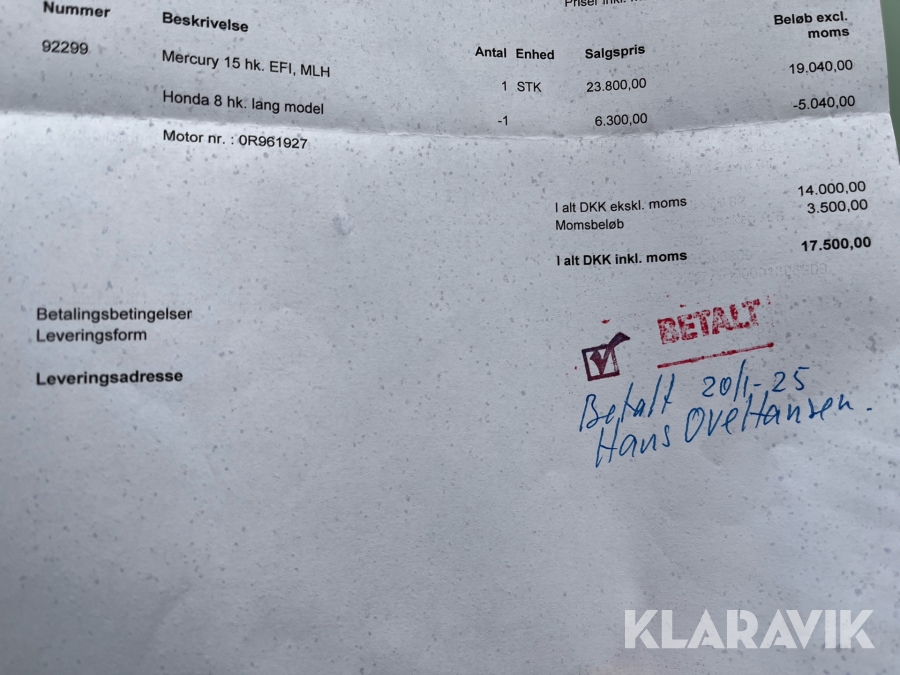 Priser inkl.
Nummer Beskrivelse Antal Enhed Salgspris Beløb excl. moms
92299 Mercury 15 hk. EFI, MLH 1 STK 23.800,00 19.040,00
Honda 8 hk. lang model -1 6.300,00 -5.040,00
Motor nr. : 0R961927
I alt DKK ekskl. moms 14.000,00
Momsbeløb 3.500,00
I alt DKK inkl. moms 17.500,00
Betalingsbetingelser
Leveringsform
Leveringsadresse
BETALT
Betalt 20/1-25
Hans Ove Hansen.
KLARAVIK